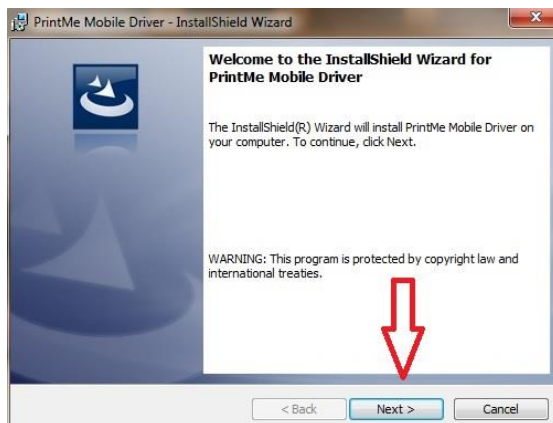 PrintMe Mobile Driver - InstallShield Wizard
Welcome to the InstallShield Wizard for
PrintMe Mobile Driver
The InstallShield(R) Wizard will install PrintMe Mobile Driver on
your computer. To continue, click Next.
WARNING: This program is protected by copyright law and
international treaties.
< Back
Next >
Cancel